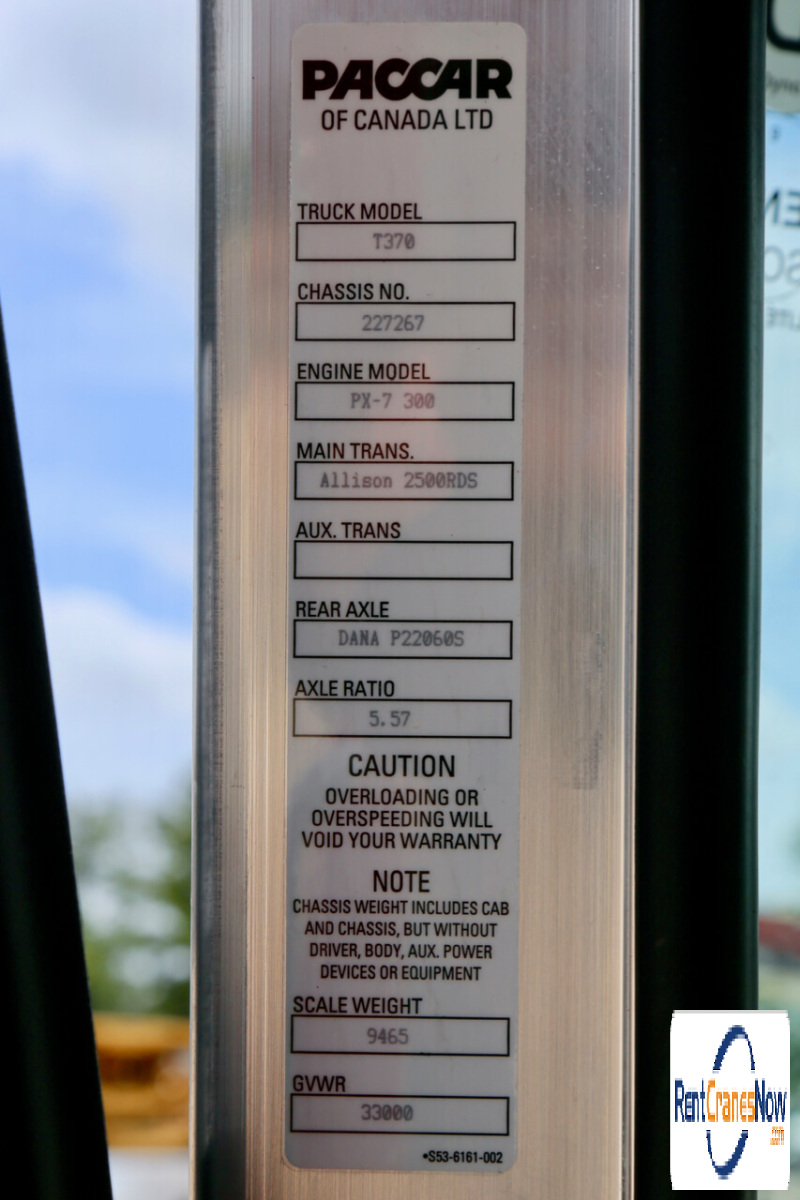 PACCAR
OF CANADA LTD
TRUCK MODEL
T370
CHASSIS NO.
227267
ENGINE MODEL
PX-7 300
MAIN TRANS.
Allison 2500RDS
AUX. TRANS
REAR AXLE
DANA P22060S
AXLE RATIO
5.57
CAUTION
OVERLOADING OR
OVERSPEEDING WILL
VOID YOUR WARRANTY
NOTE
CHASSIS WEIGHT INCLUDES CAB
AND CHASSIS, BUT WITHOUT
DRIVER, BODY, AUX. POWER
DEVICES OR EQUIPMENT
SCALE WEIGHT
9465
GVWR
33000
•S53-6161-002
RentCranesNow
.com